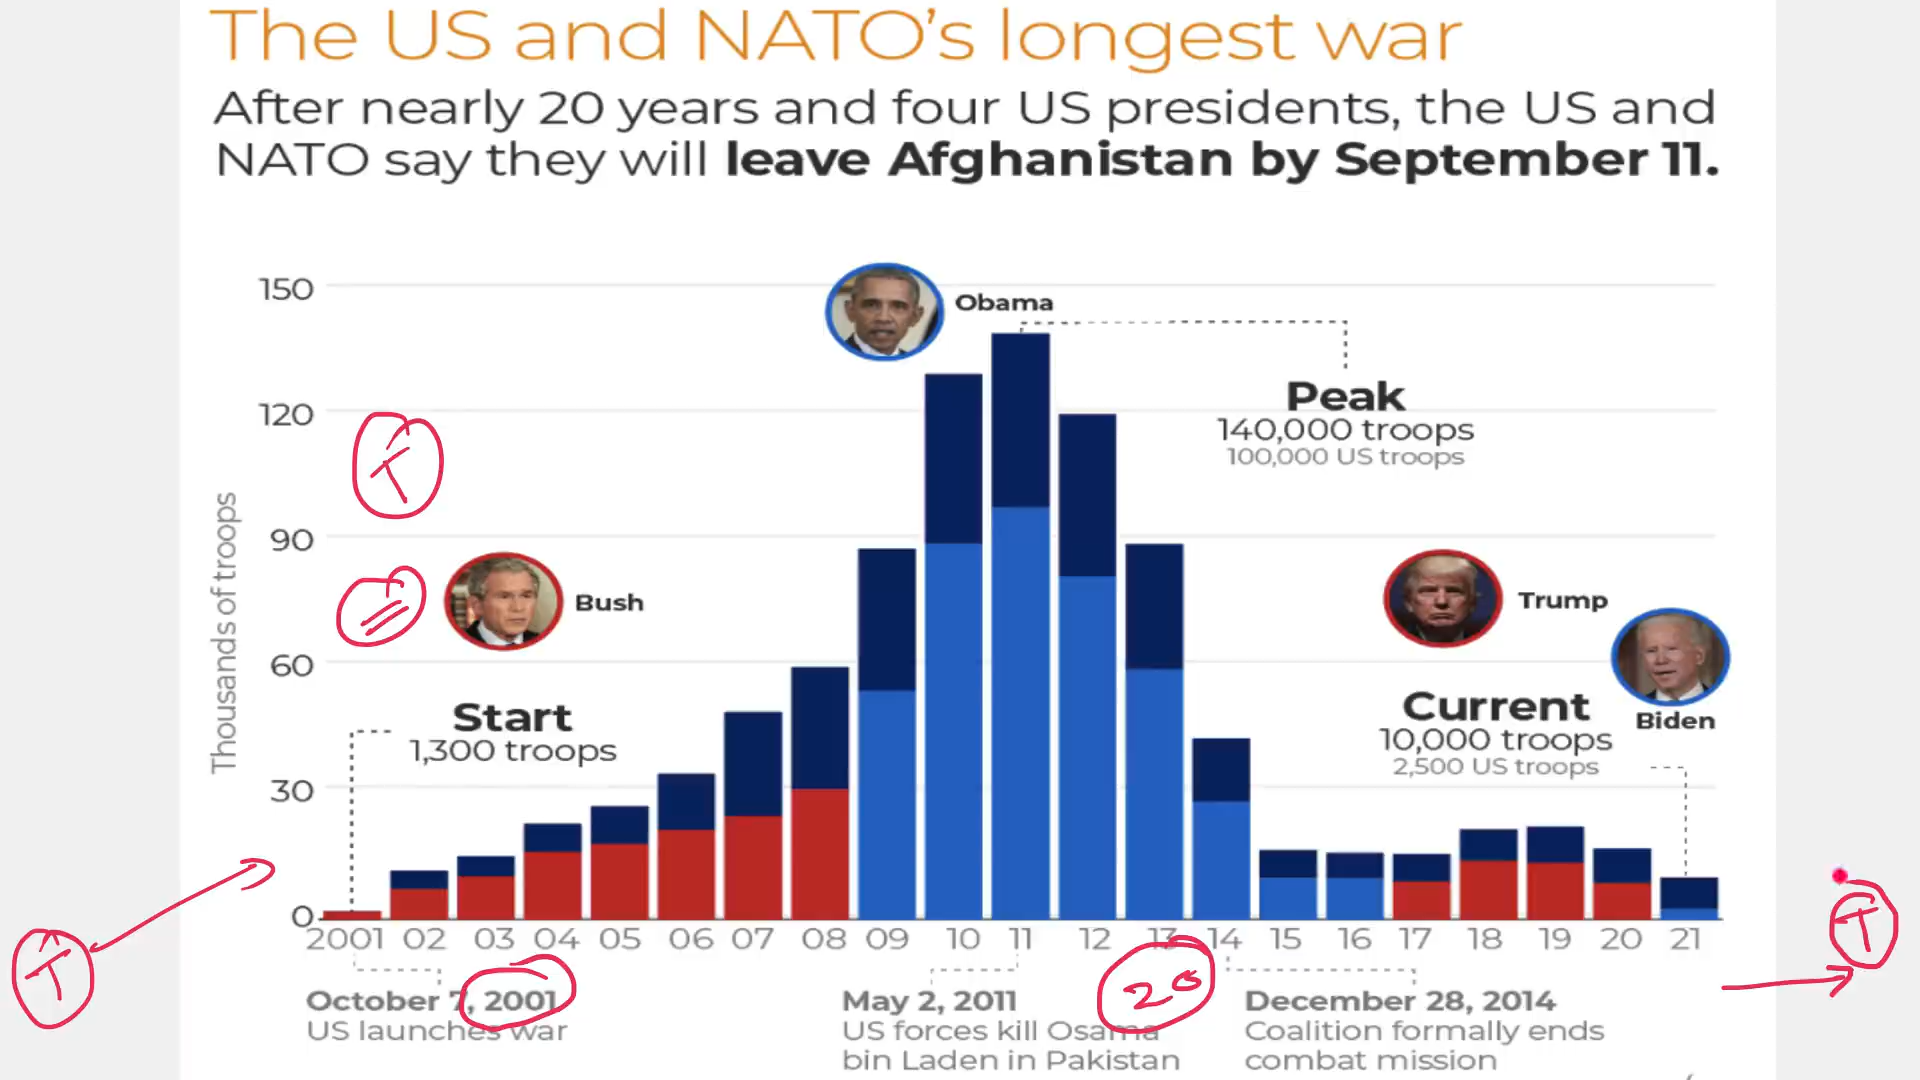 The US and NATO's longest war
After nearly 20 years and four US presidents, the US and
NATO say they will leave Afghanistan by September 11.
150
120
90
60
30
0
Thousands of troops
Obama
Peak
140,000 troops
100,000 US troops
T
Bush
Trump
Biden
Start
1,300 troops
Current
10,000 troops
2,500 US troops
2001 02 03 04 05 06 07 08 09 10 11 12 13 14 15 16 17 18 19 20 21
T
T
October 7, 2001
US launches war
May 2, 2011
US forces kill Osama
bin Laden in Pakistan
20
December 28, 2014
Coalition formally ends
combat mission